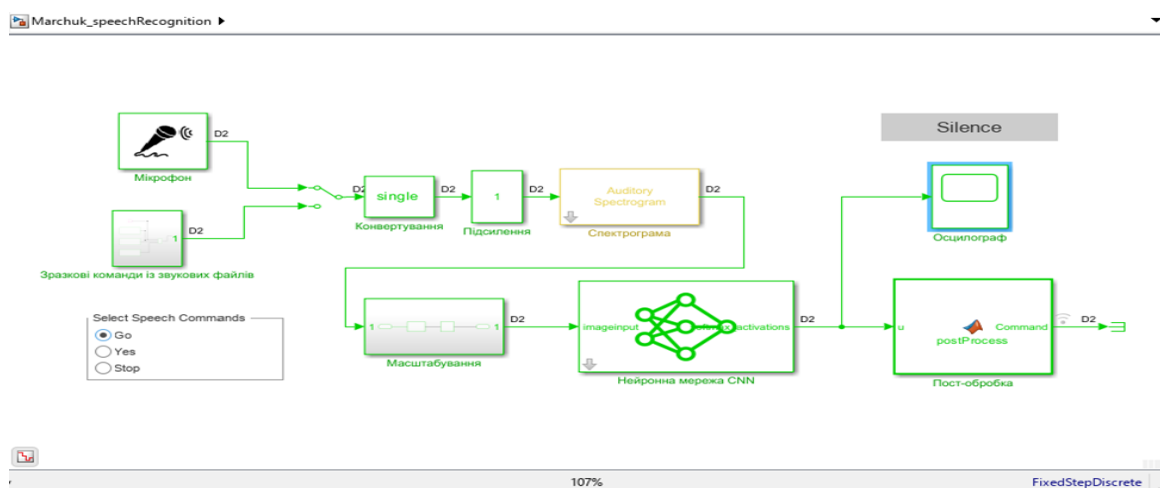 Marchuk_speechRecognition
Silence
D2
Мікрофон
D2
single
D2
1
D2
Auditory
Spectrogram
D2
D2
Конвертування
Підсилення
Спектрограма
Осцилограф
1
D2
Зразкові команди із звукових файлів
Select Speech Commands
Go
Yes
Stop
1
1
D2
Масштабування
imageinput
activations
D2
Нейронна мережа CNN
u
postProcess
Command
D2
Пост-обробка
107%
FixedStepDiscrete